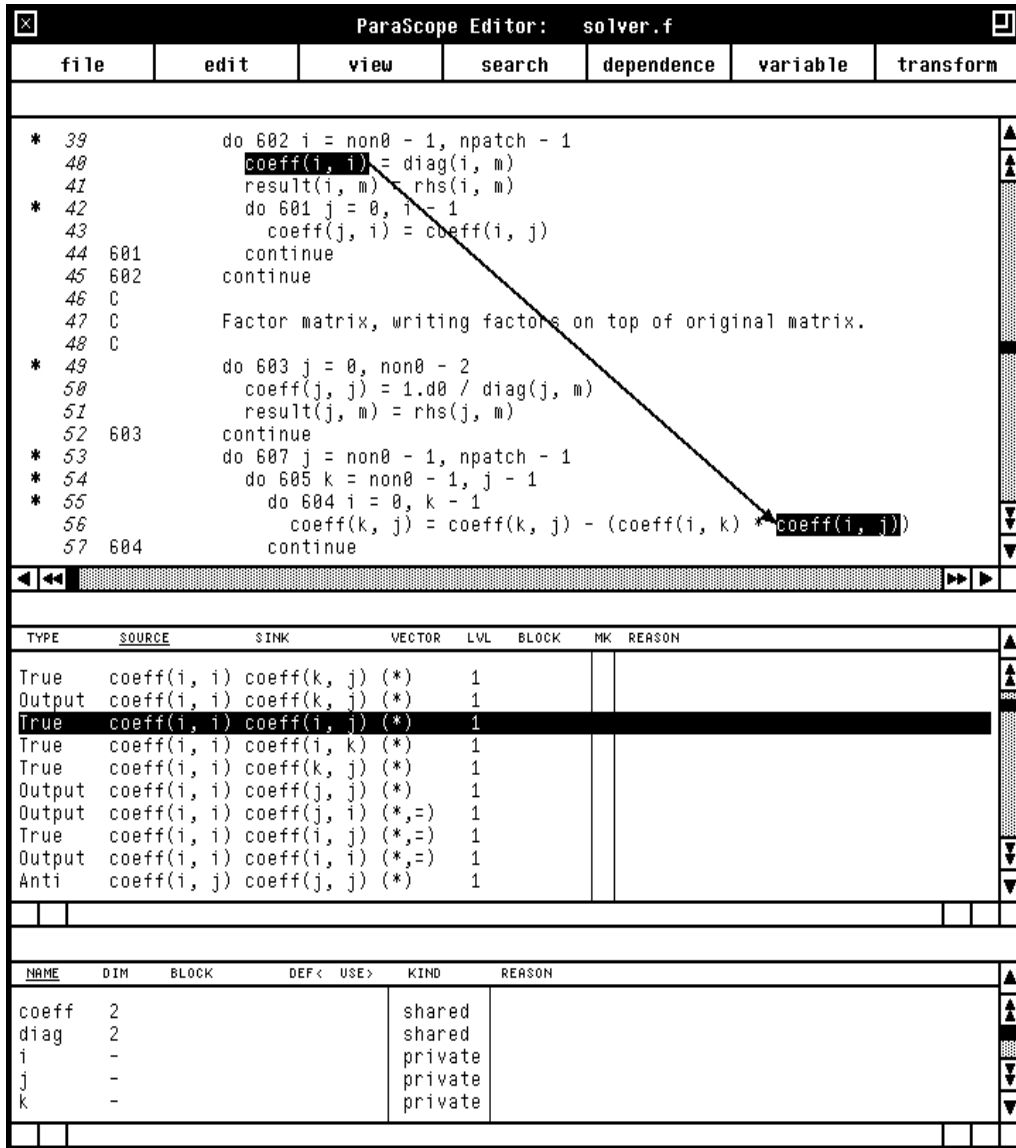 ParaScope Editor: solver.f
file edit view search dependence variable transform
* 39 do 602 i = non0 - 1, npatch - 1
40 coeff(i, i) = diag(i, m)
41 result(i, m) = rhs(i, m)
* 42 do 601 j = 0, i - 1
43 coeff(j, i) = coeff(i, j)
44 601 continue
45 602 continue
46 C
47 C Factor matrix, writing factors on top of original matrix.
48 C
* 49 do 603 j = 0, non0 - 2
50 coeff(j, j) = 1.d0 / diag(j, m)
51 result(j, m) = rhs(j, m)
52 603 continue
* 53 do 607 j = non0 - 1, npatch - 1
* 54 do 605 k = non0 - 1, j - 1
* 55 do 604 i = 0, k - 1
56 coeff(k, j) = coeff(k, j) - (coeff(i, k) * coeff(i, j))
57 604 continue
TYPE SOURCE SINK VECTOR LVL BLOCK MK REASON
True coeff(i, i) coeff(k, j) (*) 1
Output coeff(i, i) coeff(k, j) (*) 1
True coeff(i, i) coeff(i, j) (*) 1
True coeff(i, i) coeff(i, k) (*) 1
True coeff(i, i) coeff(k, j) (*) 1
Output coeff(i, i) coeff(j, j) (*) 1
Output coeff(i, i) coeff(j, i) (*,=) 1
True coeff(i, i) coeff(i, j) (*,=) 1
Output coeff(i, i) coeff(i, i) (*,=) 1
Anti coeff(i, j) coeff(j, j) (*) 1
NAME DIM BLOCK DEF< USE> KIND REASON
coeff 2 shared
diag 2 shared
i - private
j - private
k - private